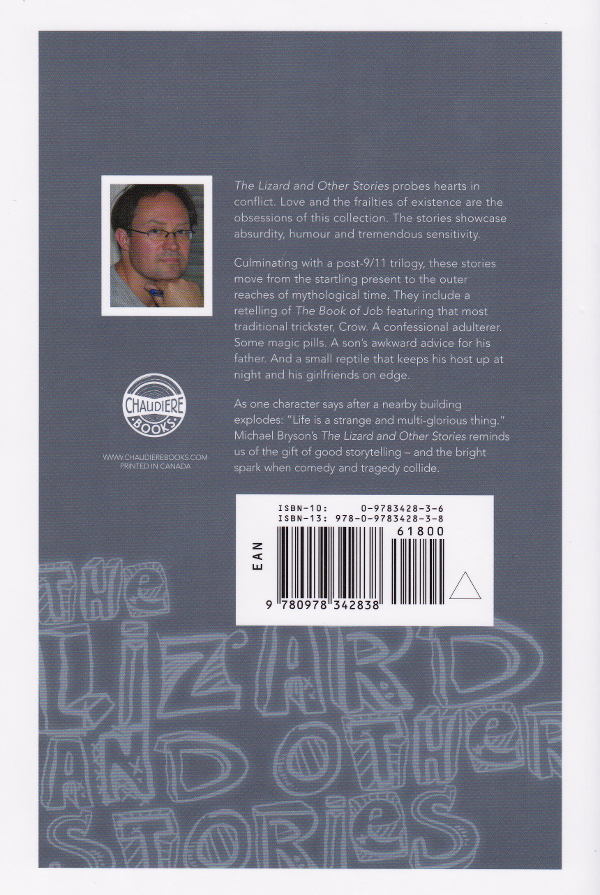 The Lizard and Other Stories probes hearts in
conflict. Love and the frailties of existence are the
obsessions of this collection. The stories showcase
absurdity, humour and tremendous sensitivity.
Culminating with a post-9/11 trilogy, these stories
move from the startling present to the outer
reaches of mythological time. They include a
retelling of The Book of Job featuring that most
traditional trickster, Crow. A confessional adulterer.
Some magic pills. A son's awkward advice for his
father. And a small reptile that keeps his host up at
night and his girlfriends on edge.
As one character says after a nearby building
explodes: "Life is a strange and multi-glorious thing."
Michael Bryson's The Lizard and Other Stories reminds
us of the gift of good storytelling – and the bright
spark when comedy and tragedy collide.
CHAUDIERE
·BOOKS·
WWW.CHAUDIEREBOOKS.COM
PRINTED IN CANADA
ISBN-10: 0-9783428-3-6
ISBN-13: 978-0-9783428-3-8
61800
EAN
9 780978 342838
THe
LiZARD
AND OTHeR
STORieS